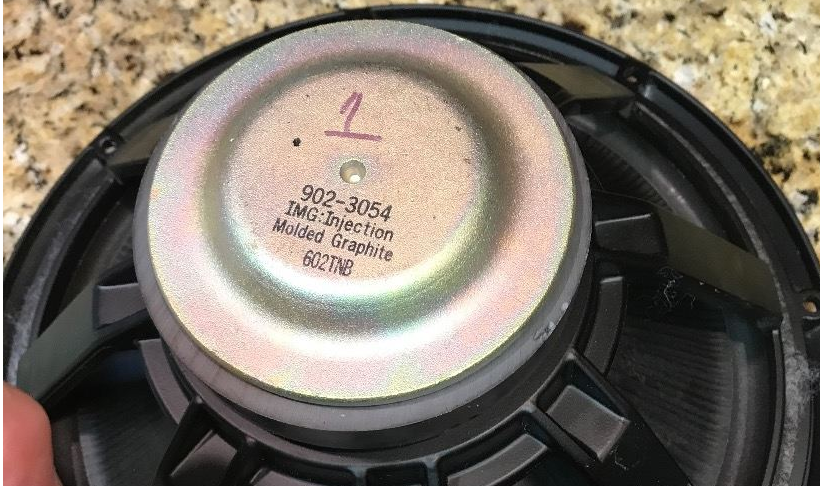 1
902-3054
IMG:Injection
Molded Graphite
602TNB